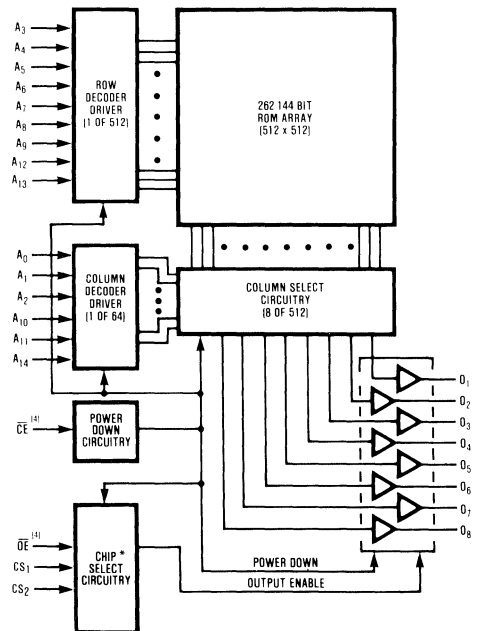 A3
A4
A5
A6
A7
A8
A9
A12
A13
ROW
DECODER
DRIVER
(1 OF 512)
262 144 BIT
ROM ARRAY
(512 x 512)
A0
A1
A2
A10
A11
A14
COLUMN
DECODER
DRIVER
(1 OF 64)
COLUMN SELECT
CIRCUITRY
(8 OF 512)
O1
O2
O3
O4
O5
O6
O7
O8
CE [4]
POWER
DOWN
CIRCUITRY
OE [4]
CS1
CS2
CHIP *
SELECT
CIRCUITRY
POWER DOWN
OUTPUT ENABLE